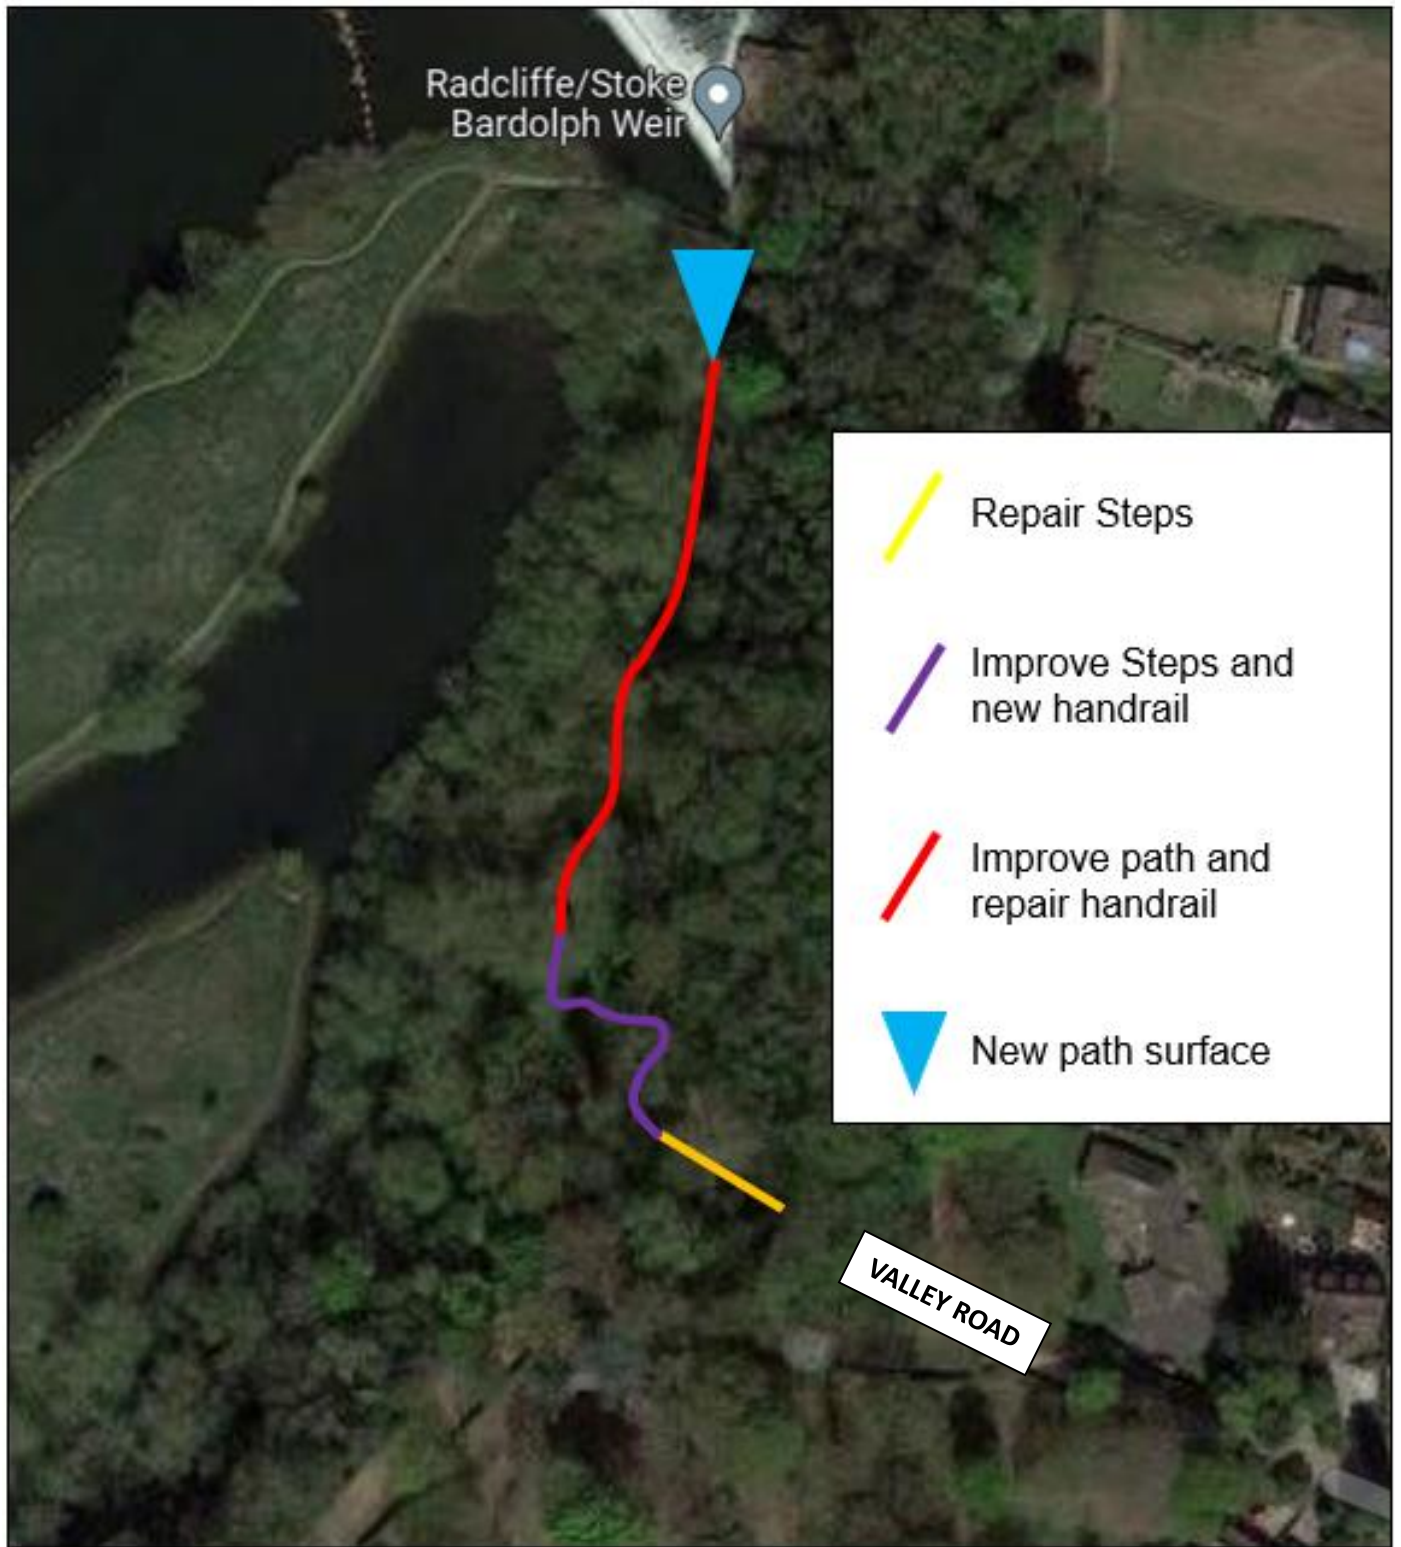 Radcliffe/Stoke
Bardolph Weir
Repair Steps
Improve Steps and
new handrail
Improve path and
repair handrail
New path surface
VALLEY ROAD